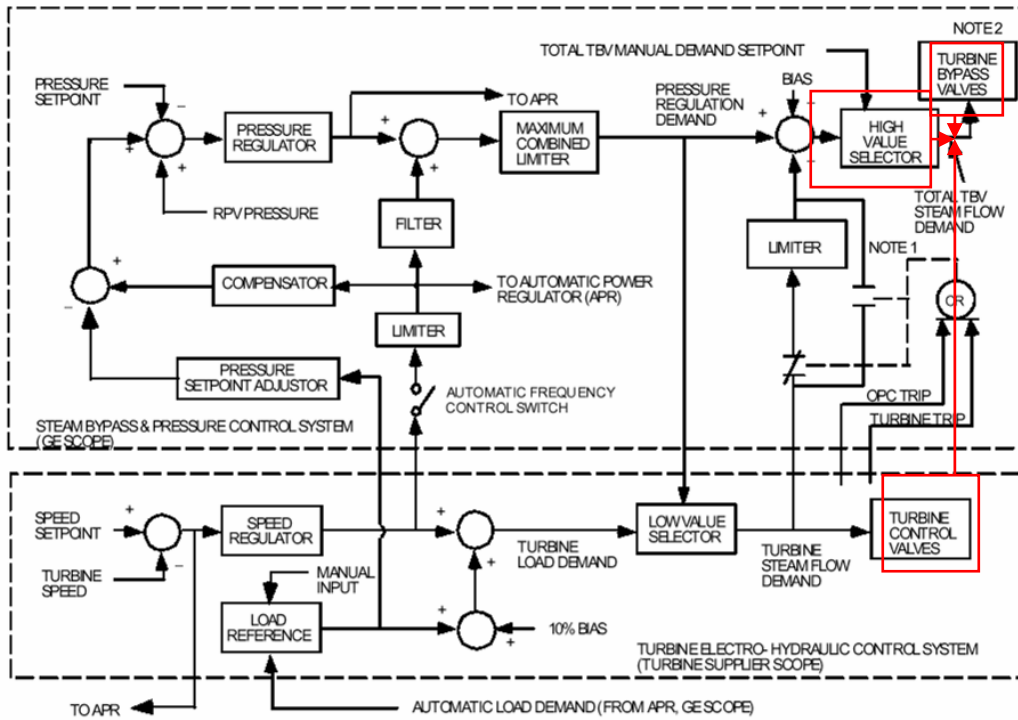 NOTE 2
TOTAL TBV MANUAL DEMAND SETPOINT
TURBINE
BYPASS
VALVES
PRESSURE
SETPOINT
BIAS
PRESSURE
REGULATION
DEMAND
TO APR
PRESSURE
REGULATOR
MAXIMUM
COMBINED
LIMITER
HIGH
VALUE
SELECTOR
RPV PRESSURE
FILTER
TOTAL TBV
STEAM FLOW
DEMAND
LIMITER
NOTE 1
COMPENSATOR
TO AUTOMATIC POWER
REGULATOR (APR)
OR
LIMITER
PRESSURE
SETPOINT ADJUSTOR
AUTOMATIC FREQUENCY
CONTROL SWITCH
OPC TRIP
TURBINE TRIP
STEAM BYPASS & PRESSURE CONTROL SYSTEM
(GE SCOPE)
SPEED
SETPOINT
SPEED
REGULATOR
LOW VALUE
SELECTOR
TURBINE
CONTROL
VALVES
TURBINE
LOAD DEMAND
TURBINE
STEAM FLOW
DEMAND
TURBINE
SPEED
MANUAL
INPUT
LOAD
REFERENCE
10% BIAS
TURBINE ELECTRO- HYDRAULIC CONTROL SYSTEM
(TURBINE SUPPLIER SCOPE)
TO APR
AUTOMATIC LOAD DEMAND (FROM APR, GE SCOPE)